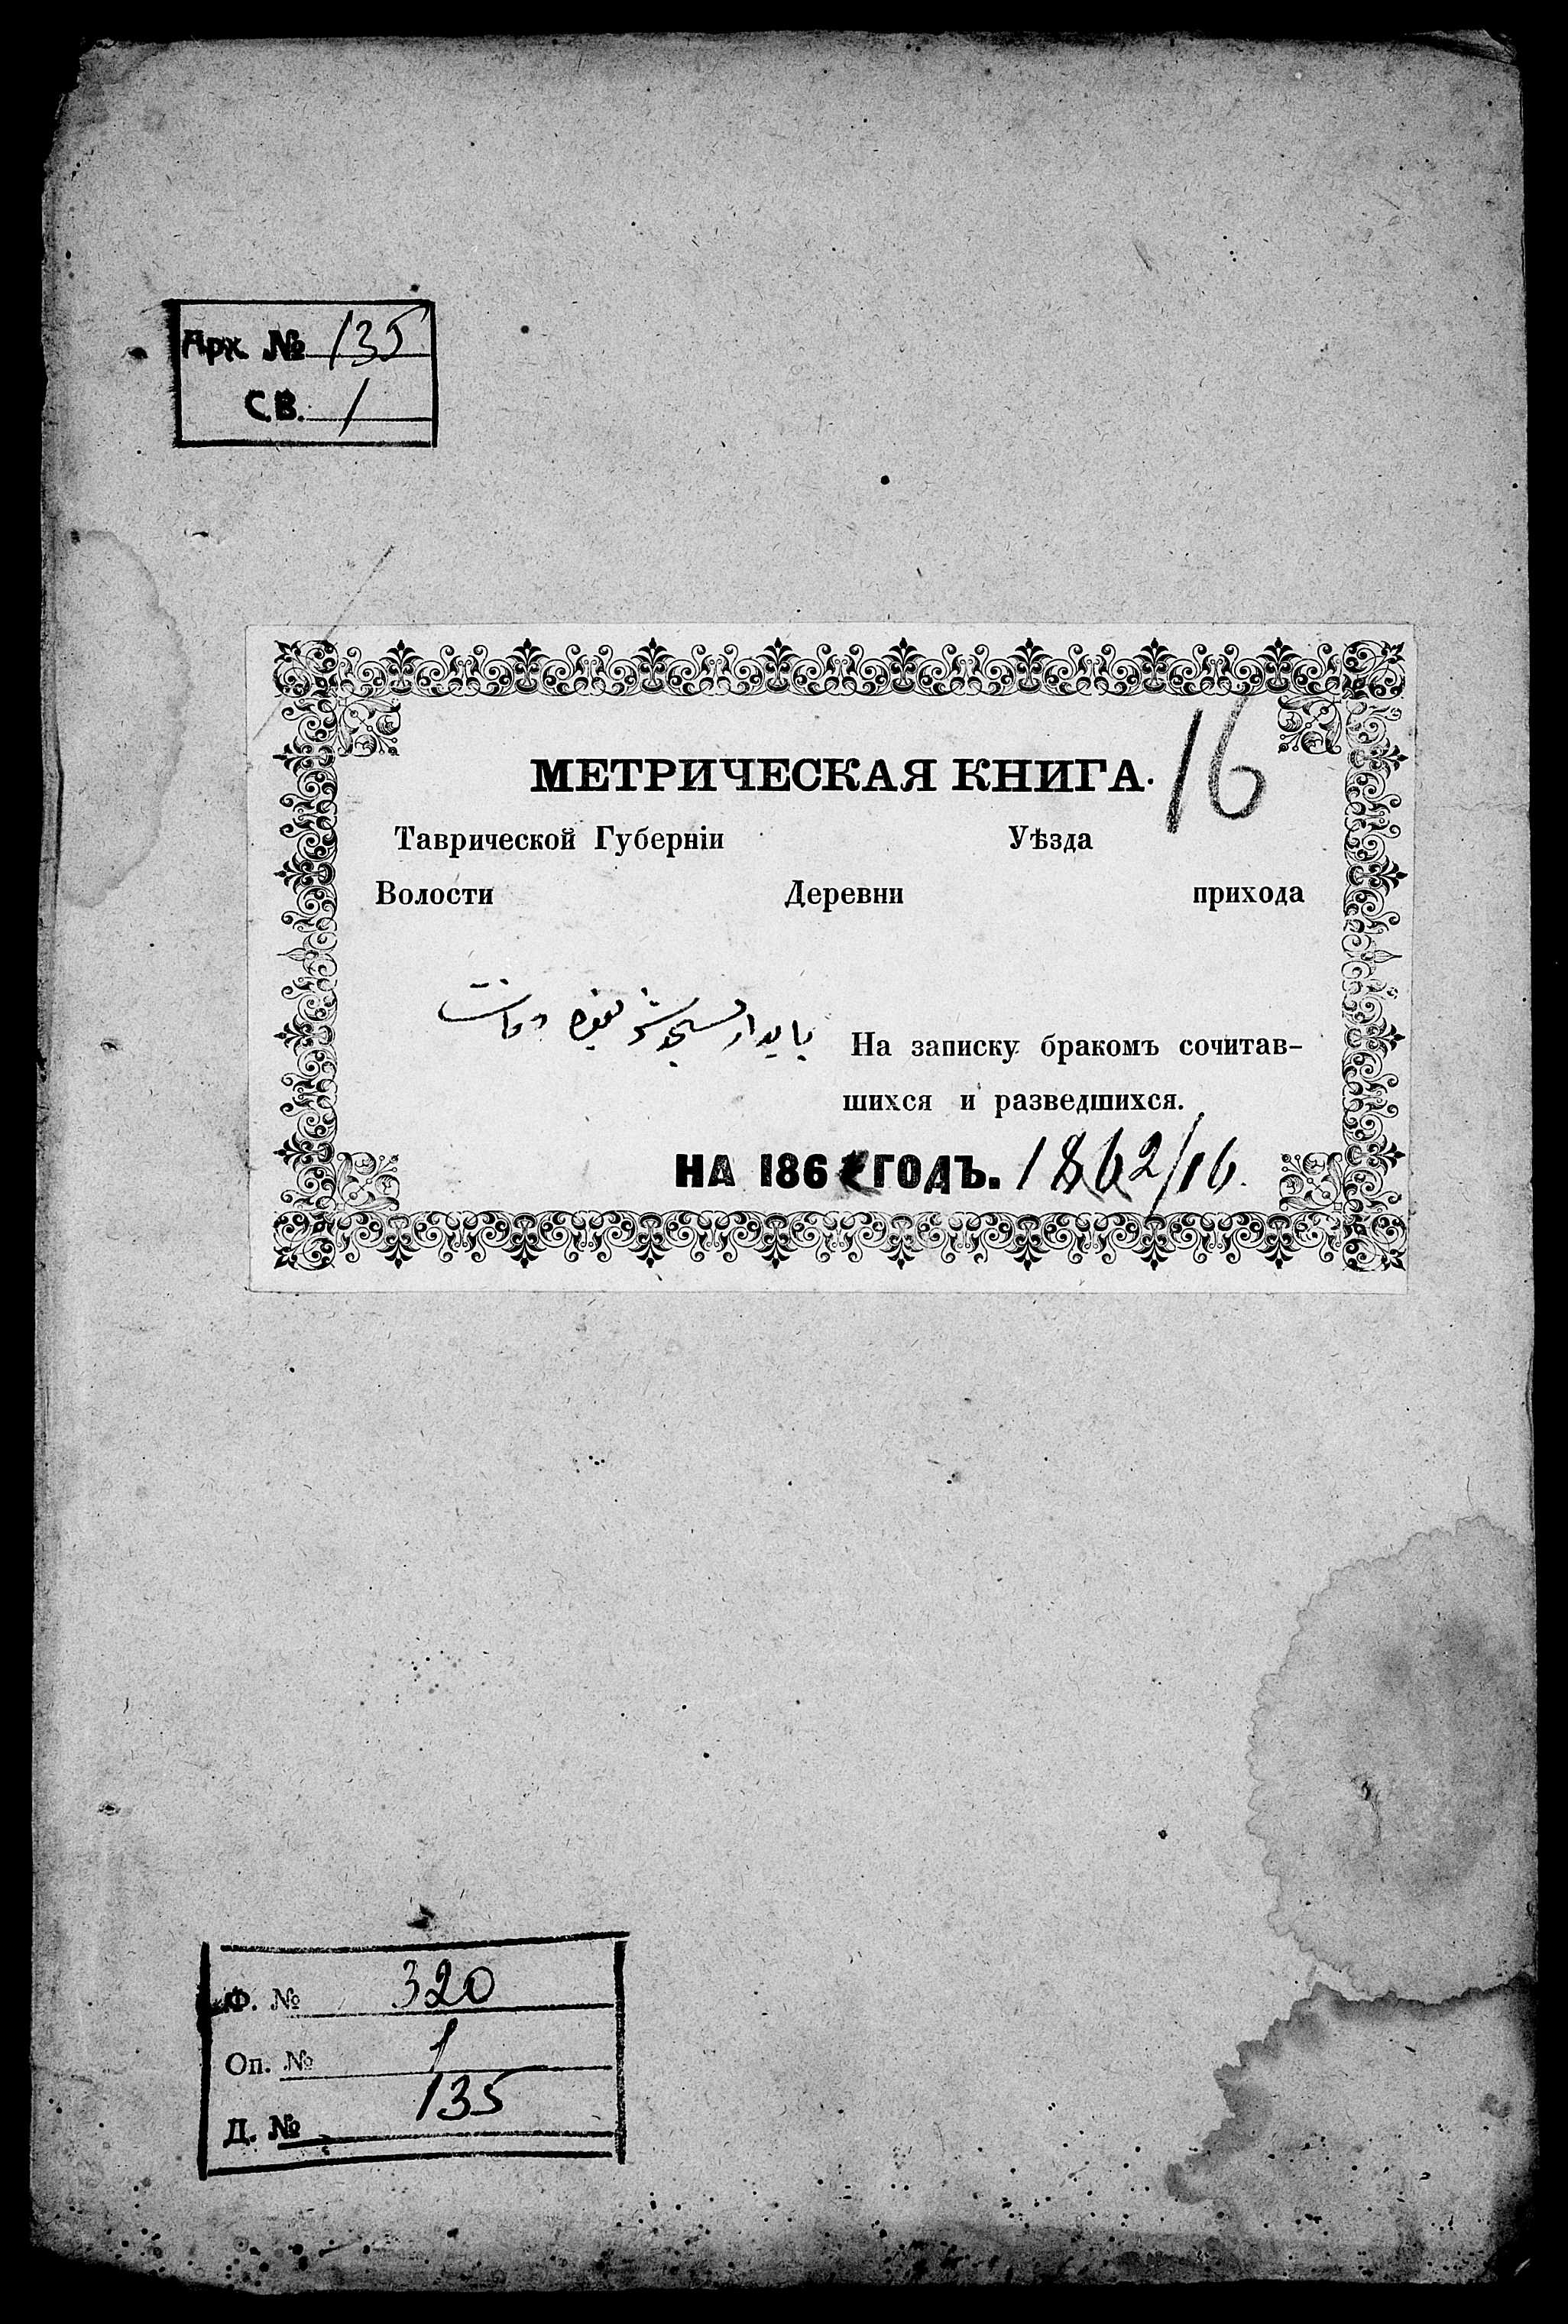 Арх. № 135
СВ. 1
МЕТРИЧЕСКАЯ КНИГА. 16
Таврической Губерніи Уѣзда
Волости Деревни прихода
На записку бракомъ сочитав-
шихся и разведшихся.
НА 186 ГОДЪ. 1862/16.
Ф. № 320
Оп. № 1
Д. № 135